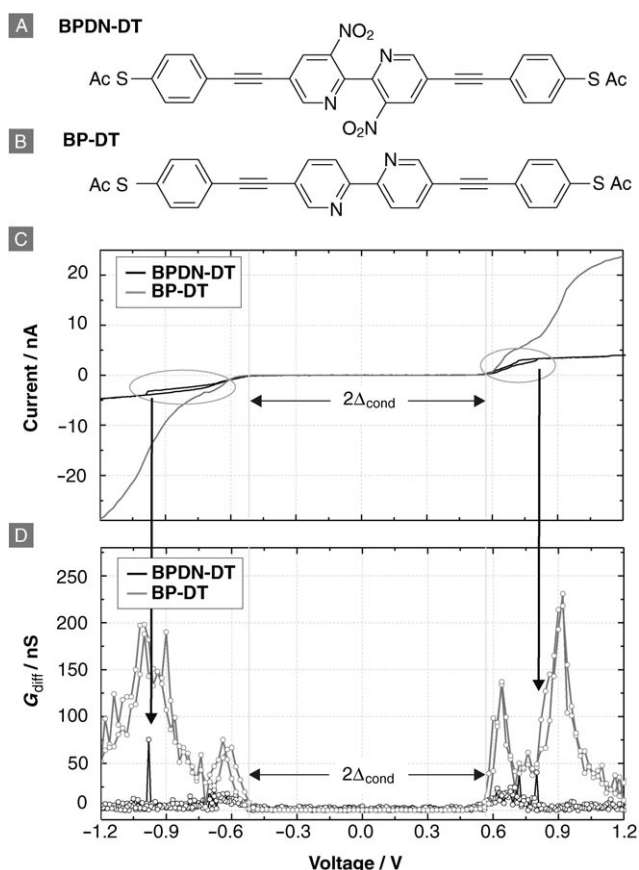 A BPDN-DT
NO₂
Ac S N N S Ac
O₂N
B BP-DT
Ac S N N S Ac
C
BPDN-DT
BP-DT
20
10
0
−10
−20
Current / nA
2Δcond
D
BPDN-DT
BP-DT
250
200
150
100
50
0
Gdiff / nS
2Δcond
−1.2 −0.9 −0.6 −0.3 0.0 0.3 0.6 0.9 1.2
Voltage / V